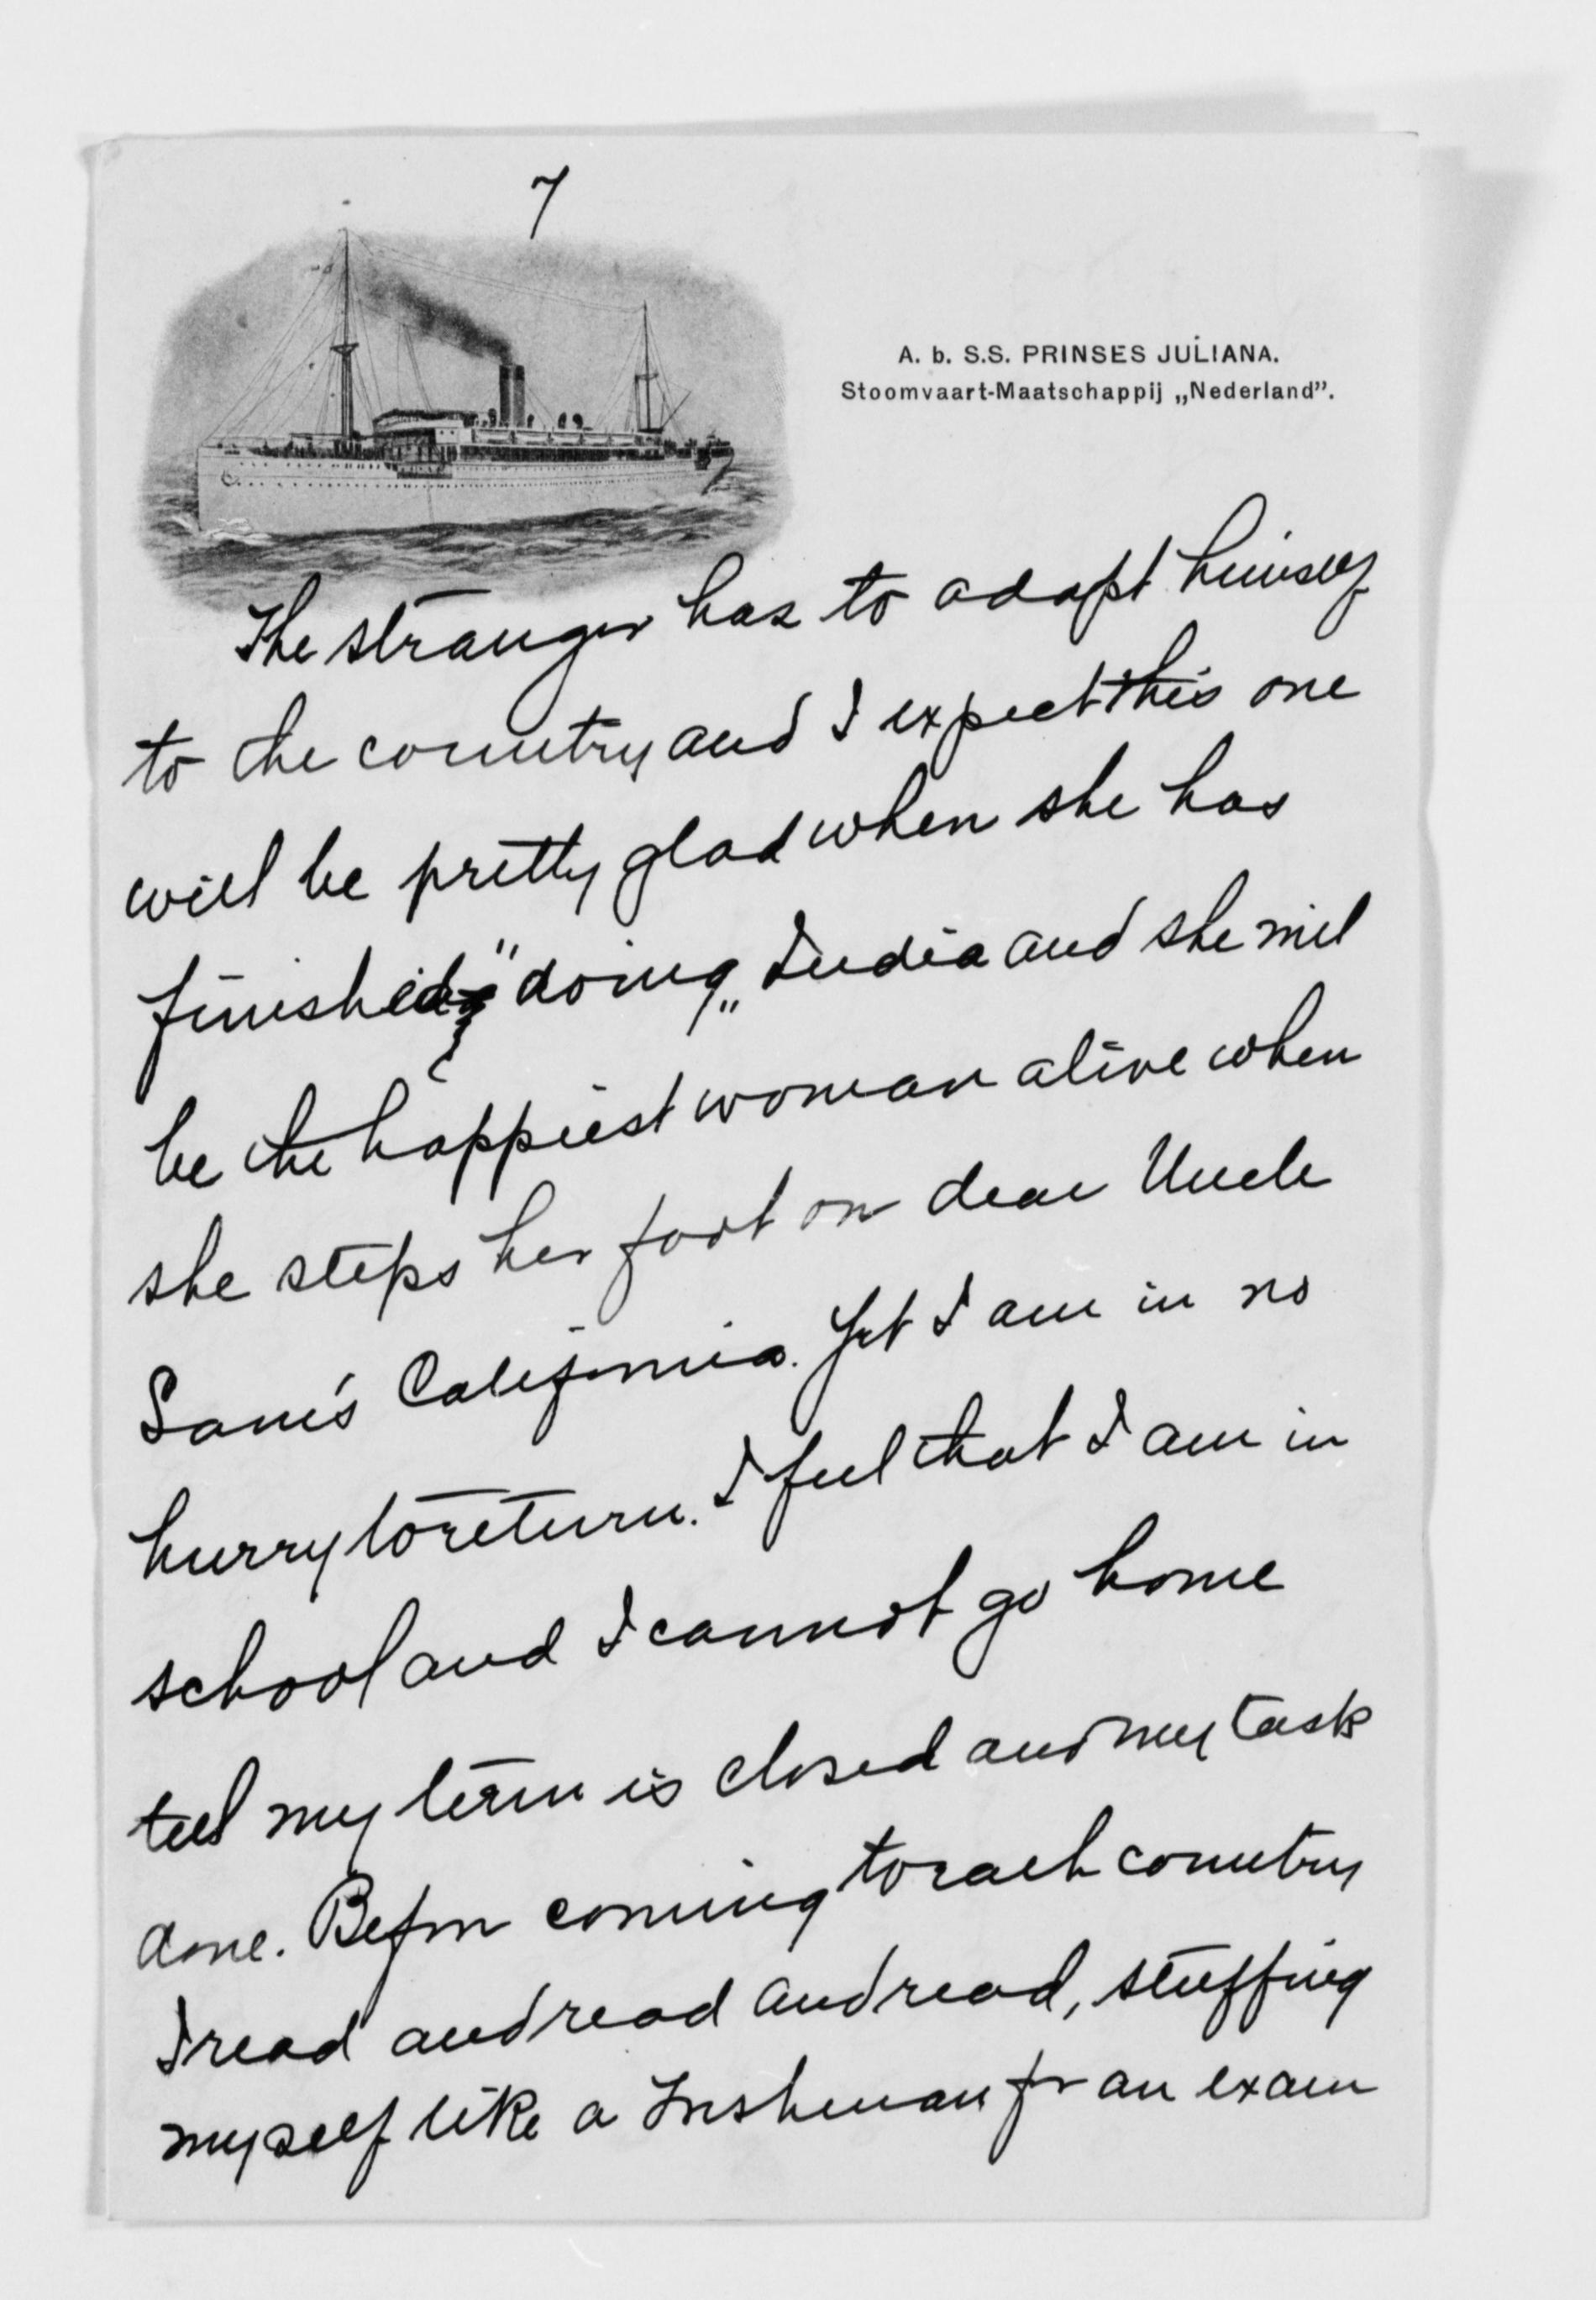 7
A. b. S.S. PRINSES JULIANA.
Stoomvaart-Maatschappij „Nederland”.
The stranger has to adapt himself
to the country and I expect this one
will be pretty glad when she has
finished "doing„ India and she will
be the happiest woman alive when
she steps her foot on dear Uncle
Sam's California. Yet I am in no
hurry to return. I feel that I am in
school and I cannot go home
till my term is closed and my task
done. Before coming to each country
I read and read and read, stuffing
myself like a Freshman for an exam